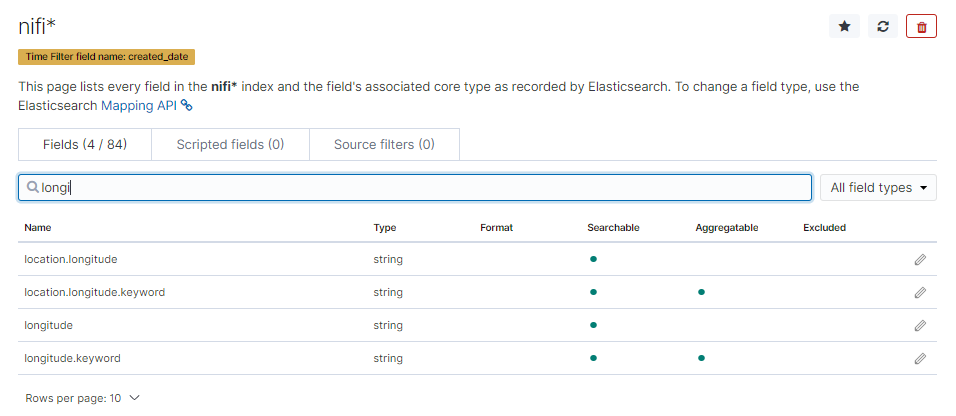 nifi*
Time Filter field name: created_date
This page lists every field in the nifi* index and the field's associated core type as recorded by Elasticsearch. To change a field type, use the
Elasticsearch Mapping API
Fields (4 / 84) Scripted fields (0) Source filters (0)
longi All field types
Name Type Format Searchable Aggregatable Excluded
location.longitude string
location.longitude.keyword string
longitude string
longitude.keyword string
Rows per page: 10